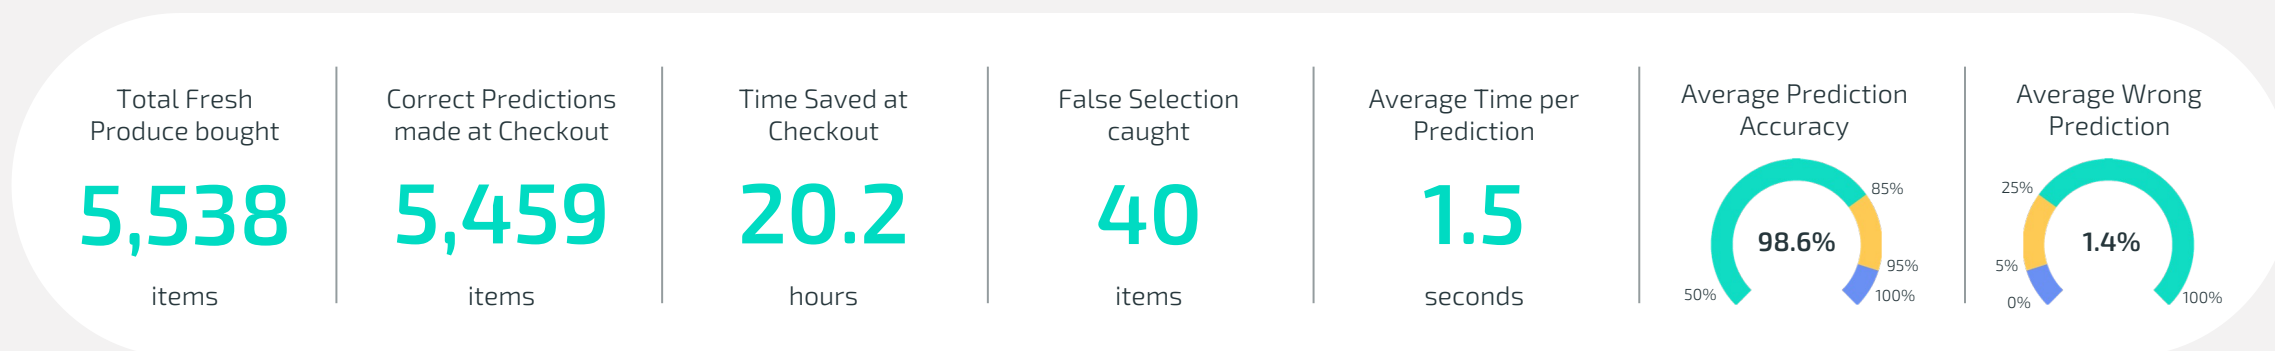 Total Fresh
Produce bought
5,538
items
Correct Predictions
made at Checkout
5,459
items
Time Saved at
Checkout
20.2
hours
False Selection
caught
40
items
Average Time per
Prediction
1.5
seconds
Average Prediction
Accuracy
85%
98.6%
95%
50%
100%
Average Wrong
Prediction
25%
1.4%
5%
0%
100%